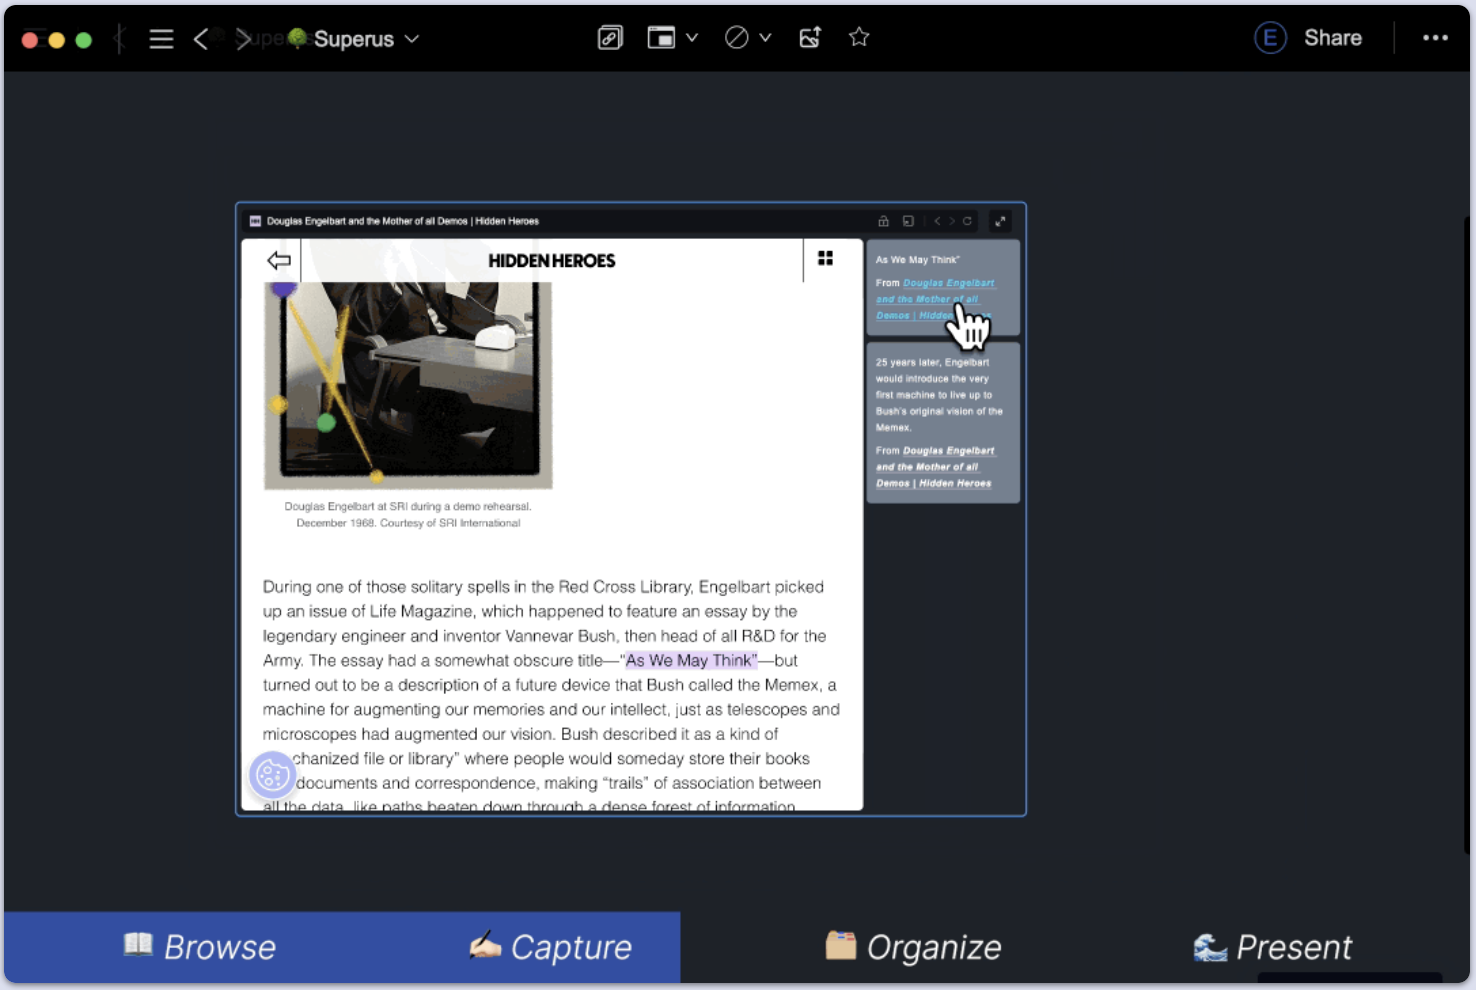 Superus
E
Share
Douglas Engelbart and the Mother of all Demos | Hidden Heroes
HIDDEN HEROES
Douglas Engelbart at SRI during a demo rehearsal.
December 1968. Courtesy of SRI International
During one of those solitary spells in the Red Cross Library, Engelbart picked
up an issue of Life Magazine, which happened to feature an essay by the
legendary engineer and inventor Vannevar Bush, then head of all R&D for the
Army. The essay had a somewhat obscure title—“As We May Think”—but
turned out to be a description of a future device that Bush called the Memex, a
machine for augmenting our memories and our intellect, just as telescopes and
microscopes had augmented our vision. Bush described it as a kind of
chanized file or library” where people would someday store their books
documents and correspondence, making “trails” of association between
all the data, like paths beaten down through a dense forest of information.
As We May Think”
From Douglas Engelbart
and the Mother of all
Demos | Hidden
25 years later, Engelbart
would introduce the very
first machine to live up to
Bush’s original vision of the
Memex.
From Douglas Engelbart
and the Mother of all
Demos | Hidden Heroes
Browse
Capture
Organize
Present